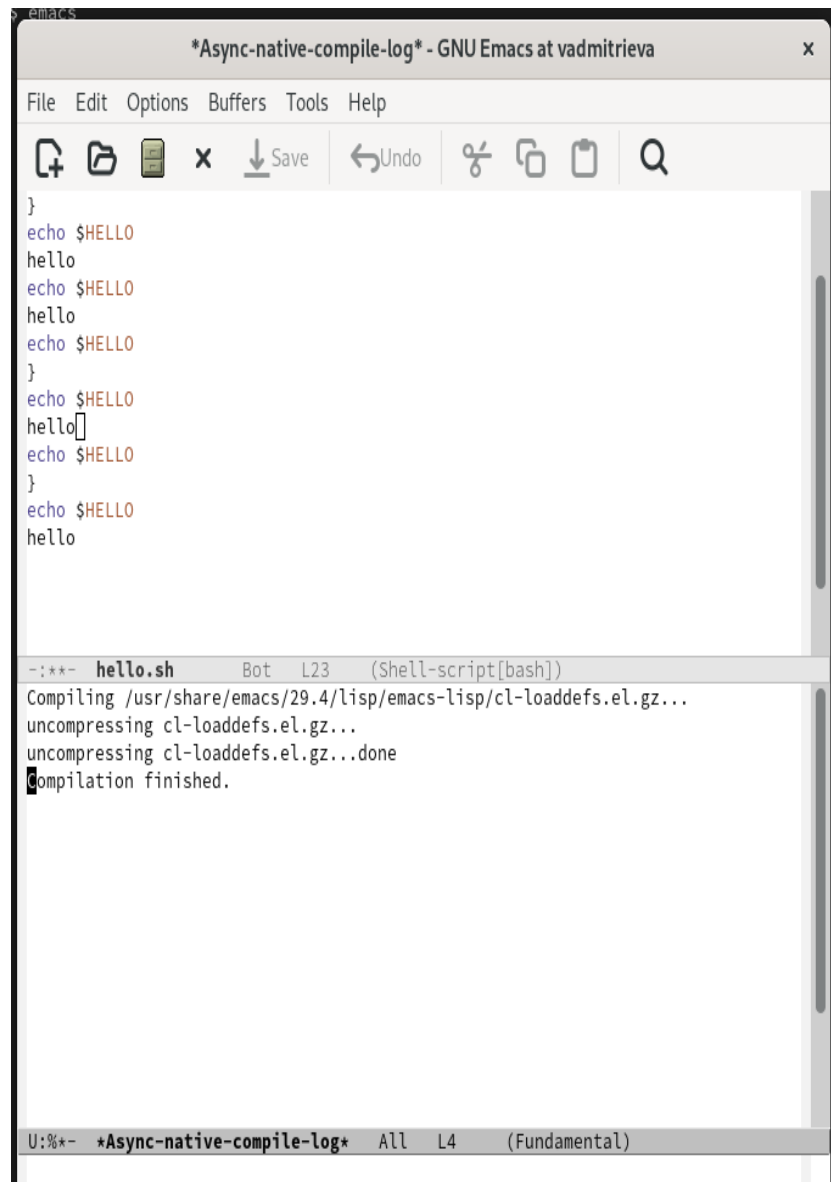 $ emacs
*Async-native-compile-log* - GNU Emacs at vadmitrieva x
File Edit Options Buffers Tools Help
Save Undo
}
echo $HELLO
hello
echo $HELLO
hello
echo $HELLO
}
echo $HELLO
hello
echo $HELLO
}
echo $HELLO
hello
-:**- hello.sh Bot L23 (Shell-script[bash])
Compiling /usr/share/emacs/29.4/lisp/emacs-lisp/cl-loaddefs.el.gz...
uncompressing cl-loaddefs.el.gz...
uncompressing cl-loaddefs.el.gz...done
Compilation finished.
U:%*- *Async-native-compile-log* All L4 (Fundamental)